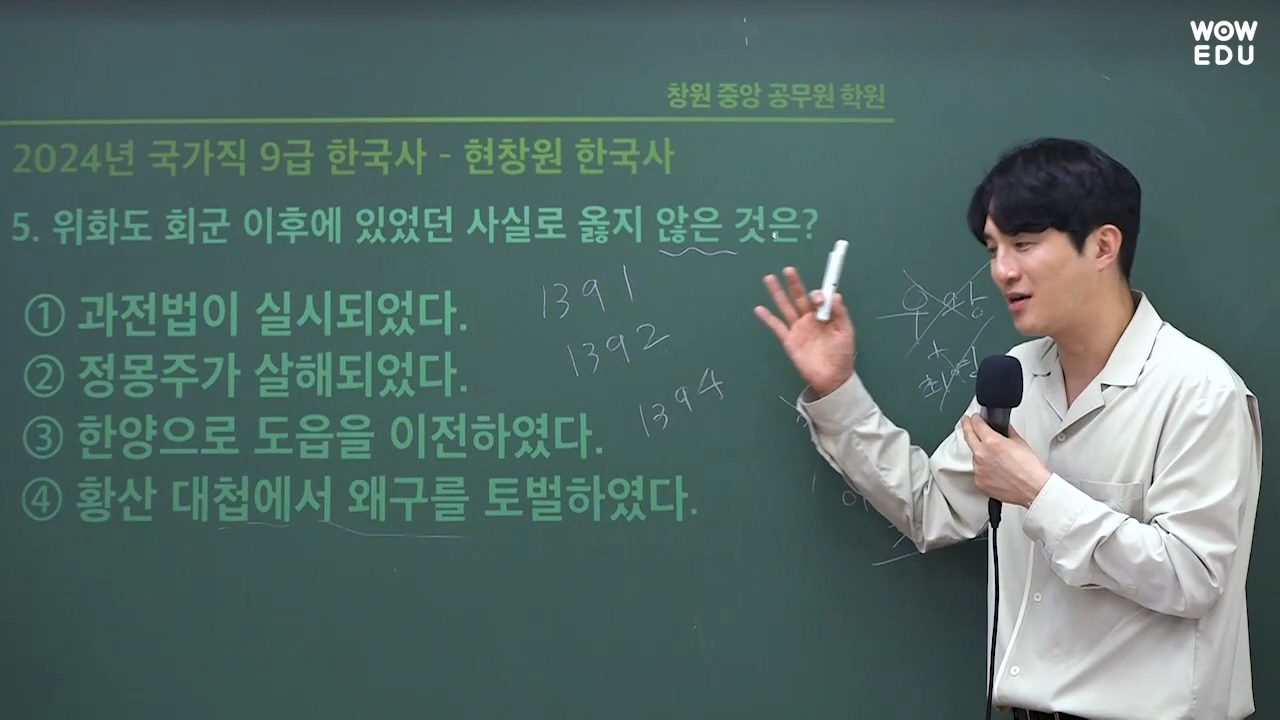 WOW
EDU
창원 중앙 공무원 학원
2024년 국가직 9급 한국사 - 현창원 한국사
5. 위화도 회군 이후에 있었던 사실로 옳지 않은 것은?
① 과전법이 실시되었다.
1391
② 정몽주가 살해되었다.
1392
③ 한양으로 도읍을 이전하였다.
1394
④ 황산 대첩에서 왜구를 토벌하였다.
우왕
+
최영